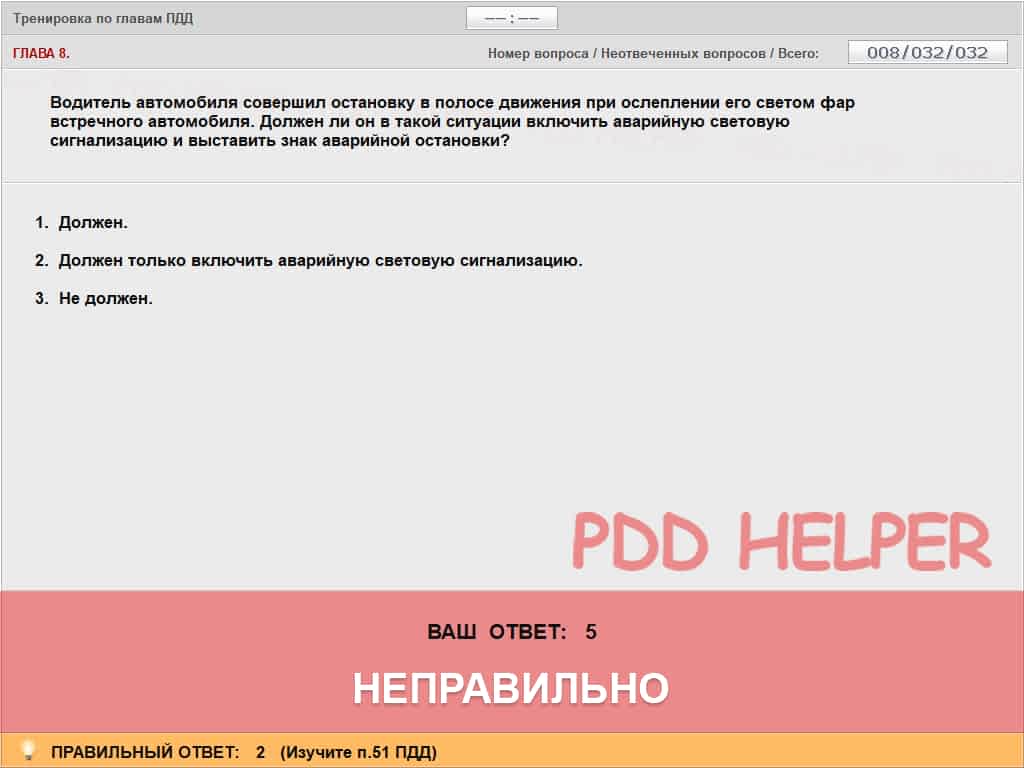 Тренировка по главам ПДД
—— : ——
ГЛАВА 8.
Номер вопроса / Неотвеченных вопросов / Всего:
008/032/032
Водитель автомобиля совершил остановку в полосе движения при ослеплении его светом фар
встречного автомобиля. Должен ли он в такой ситуации включить аварийную световую
сигнализацию и выставить знак аварийной остановки?
1. Должен.
2. Должен только включить аварийную световую сигнализацию.
3. Не должен.
PDD HELPER
ВАШ ОТВЕТ: 5
НЕПРАВИЛЬНО
ПРАВИЛЬНЫЙ ОТВЕТ: 2 (Изучите п.51 ПДД)